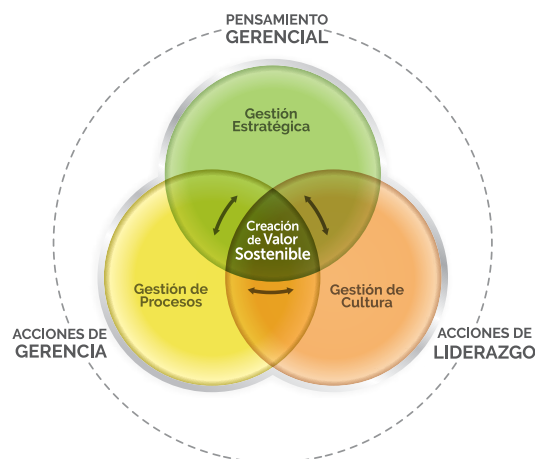 PENSAMIENTO
GERENCIAL
Gestión
Estratégica
Creación
de Valor
Sostenible
Gestión de
Procesos
Gestión de
Cultura
ACCIONES DE
GERENCIA
ACCIONES DE
LIDERAZGO